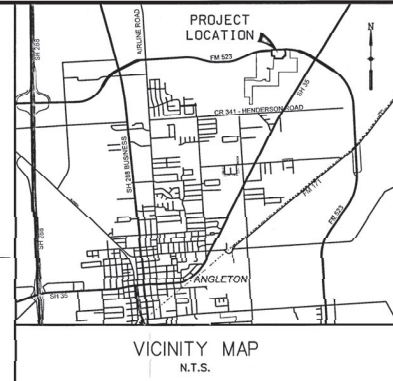 PROJECT
LOCATION
N
SH 288
AIRLINE ROAD
FM 523
SH 35
CR 341 - HENDERSON ROAD
SH 288 BUSINESS
FM 523
SH 288
ANGLETON
SH 35
VICINITY MAP
N.T.S.